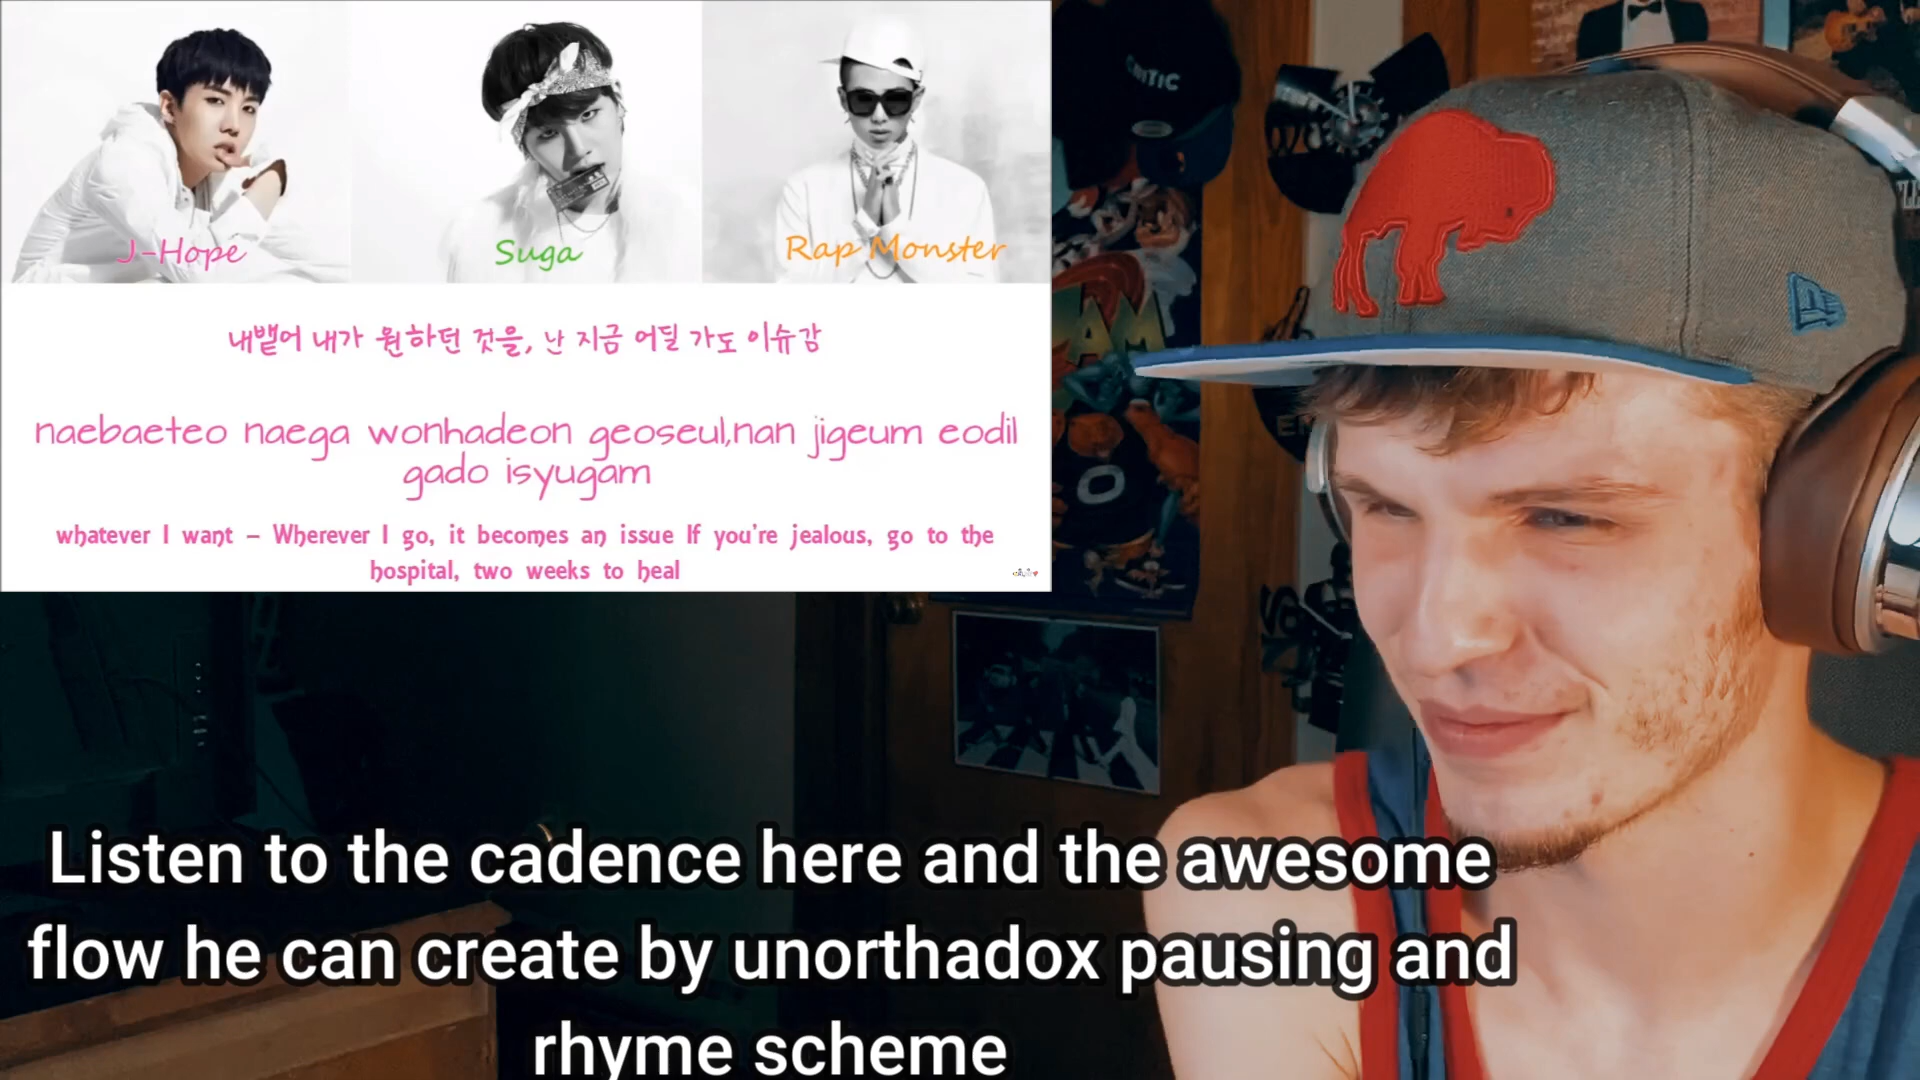 J-Hope
Suga
Rap Monster
내뱉어 내가 원하던 것을, 난 지금 어딜 가도 이슈감
naebaeteo naega wonhadeon geoseul,nan jigeum eodil
gado isyugam
whatever I want – Wherever I go, it becomes an issue If you're jealous, go to the
hospital, two weeks to heal
Listen to the cadence here and the awesome
flow he can create by unorthadox pausing and
rhyme scheme